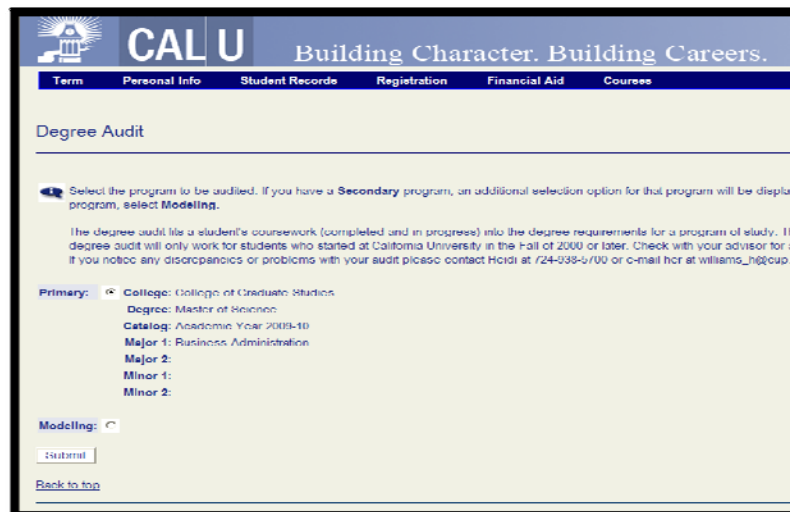 CAL U Building Character. Building Careers.
Term Personal Info Student Records Registration Financial Aid Courses
Degree Audit
Select the program to be audited. If you have a Secondary program, an additional selection option for that program will be displa
program, select Modeling.
The degree audit fits a student's coursework (completed and in progress) into the degree requirements for a program of study.
degree audit will only work for students who started at California University in the Fall of 2000 or later. Check with your advisor for
If you notice any discrepancies or problems with your audit please contact Heidi at 724-938-5700 or e-mail her at williams_h@cup.
Primary: College: College of Graduate Studies
Degree: Master of Science
Catalog: Academic Year 2009-10
Major 1: Business Administration
Major 2:
Minor 1:
Minor 2:
Modeling:
Submit
Back to top